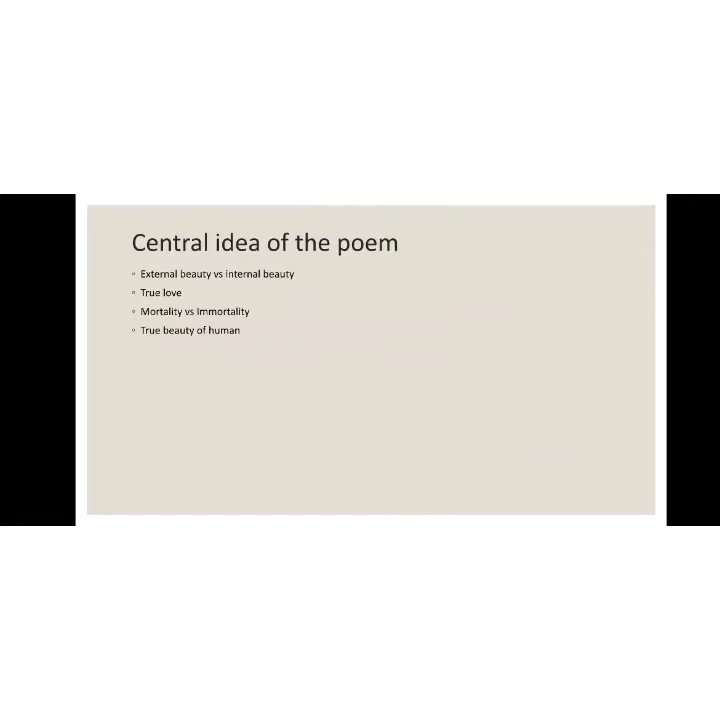 Central idea of the poem
External beauty vs internal beauty
True love
Mortality vs Immortality
True beauty of human